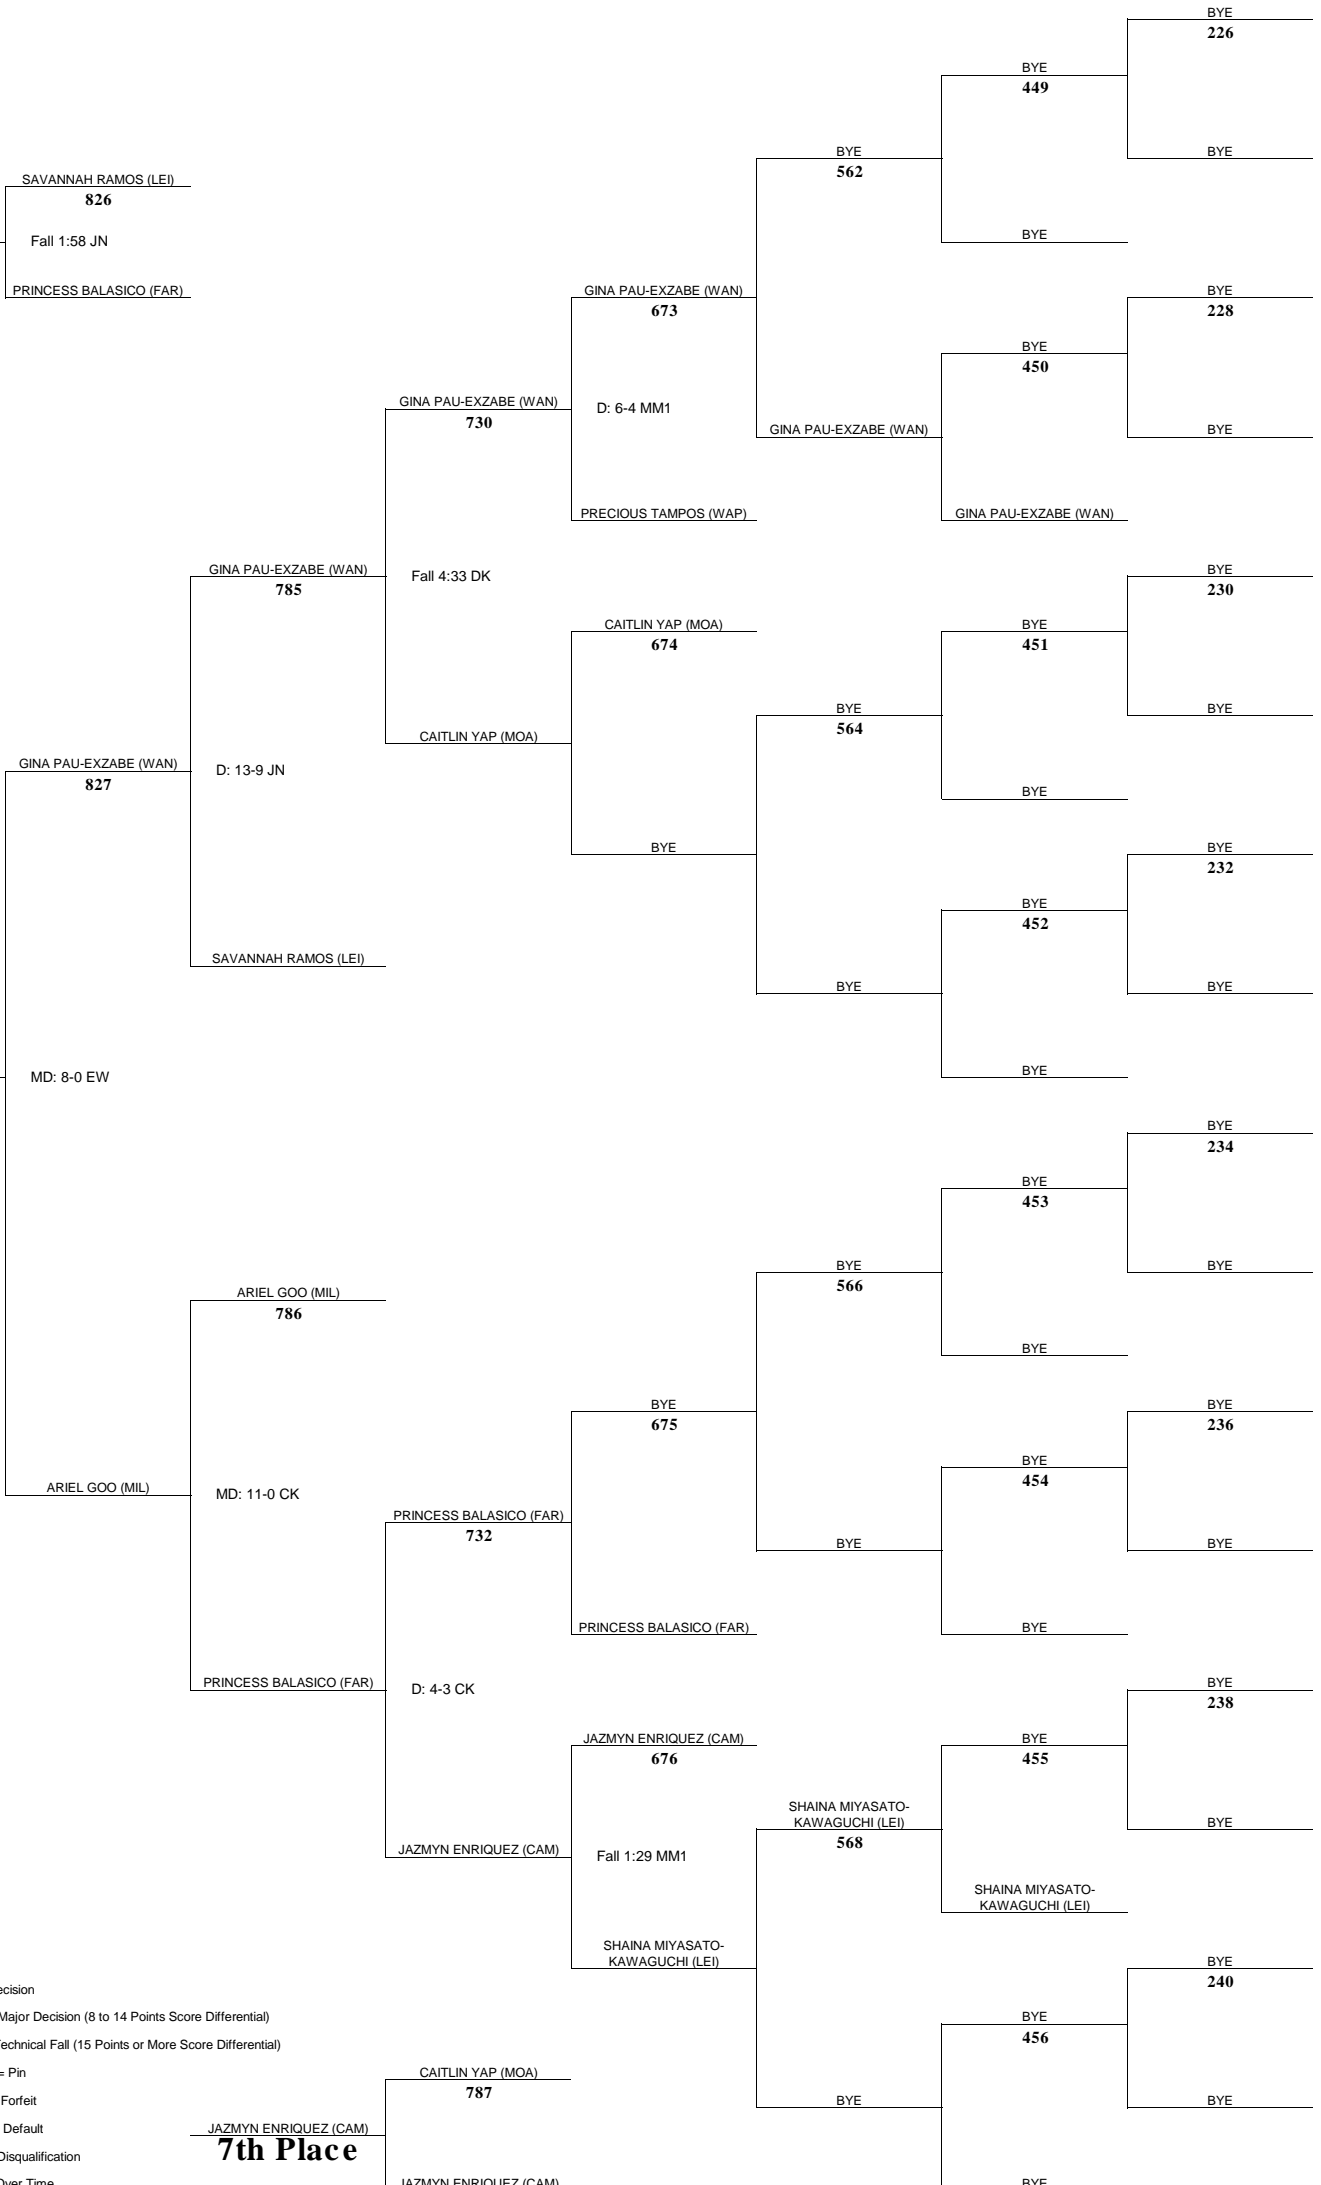 BYE
226
BYE
449
BYE
562
BYE
SAVANNAH RAMOS (LEI)
826
Fall 1:58 JN
BYE
PRINCESS BALASICO (FAR)
GINA PAU-EXZABE (WAN)
673
BYE
228
BYE
450
GINA PAU-EXZABE (WAN)
730
D: 6-4 MM1
GINA PAU-EXZABE (WAN)
BYE
PRECIOUS TAMPOS (WAP)
GINA PAU-EXZABE (WAN)
GINA PAU-EXZABE (WAN)
785
Fall 4:33 DK
BYE
230
CAITLIN YAP (MOA)
674
BYE
451
BYE
564
BYE
CAITLIN YAP (MOA)
GINA PAU-EXZABE (WAN)
827
D: 13-9 JN
BYE
BYE
BYE
232
BYE
452
SAVANNAH RAMOS (LEI)
BYE
BYE
MD: 8-0 EW
BYE
BYE
234
BYE
453
BYE
566
BYE
ARIEL GOO (MIL)
786
BYE
BYE
675
BYE
236
BYE
454
ARIEL GOO (MIL)
MD: 11-0 CK
PRINCESS BALASICO (FAR)
732
BYE
BYE
PRINCESS BALASICO (FAR)
BYE
PRINCESS BALASICO (FAR)
D: 4-3 CK
BYE
238
JAZMYN ENRIQUEZ (CAM)
676
BYE
455
SHAINA MIYASATO-
KAWAGUCHI (LEI)
568
BYE
JAZMYN ENRIQUEZ (CAM)
Fall 1:29 MM1
SHAINA MIYASATO-
KAWAGUCHI (LEI)
SHAINA MIYASATO-
KAWAGUCHI (LEI)
BYE
240
ecision
Major Decision (8 to 14 Points Score Differential)
BYE
456
echnical Fall (15 Points or More Score Differential)
= Pin
CAITLIN YAP (MOA)
787
Forfeit
BYE
BYE
Default
JAZMYN ENRIQUEZ (CAM)
7th Place
Disqualification
Over Time
JAZMYN ENRIQUEZ (CAM)
BYE